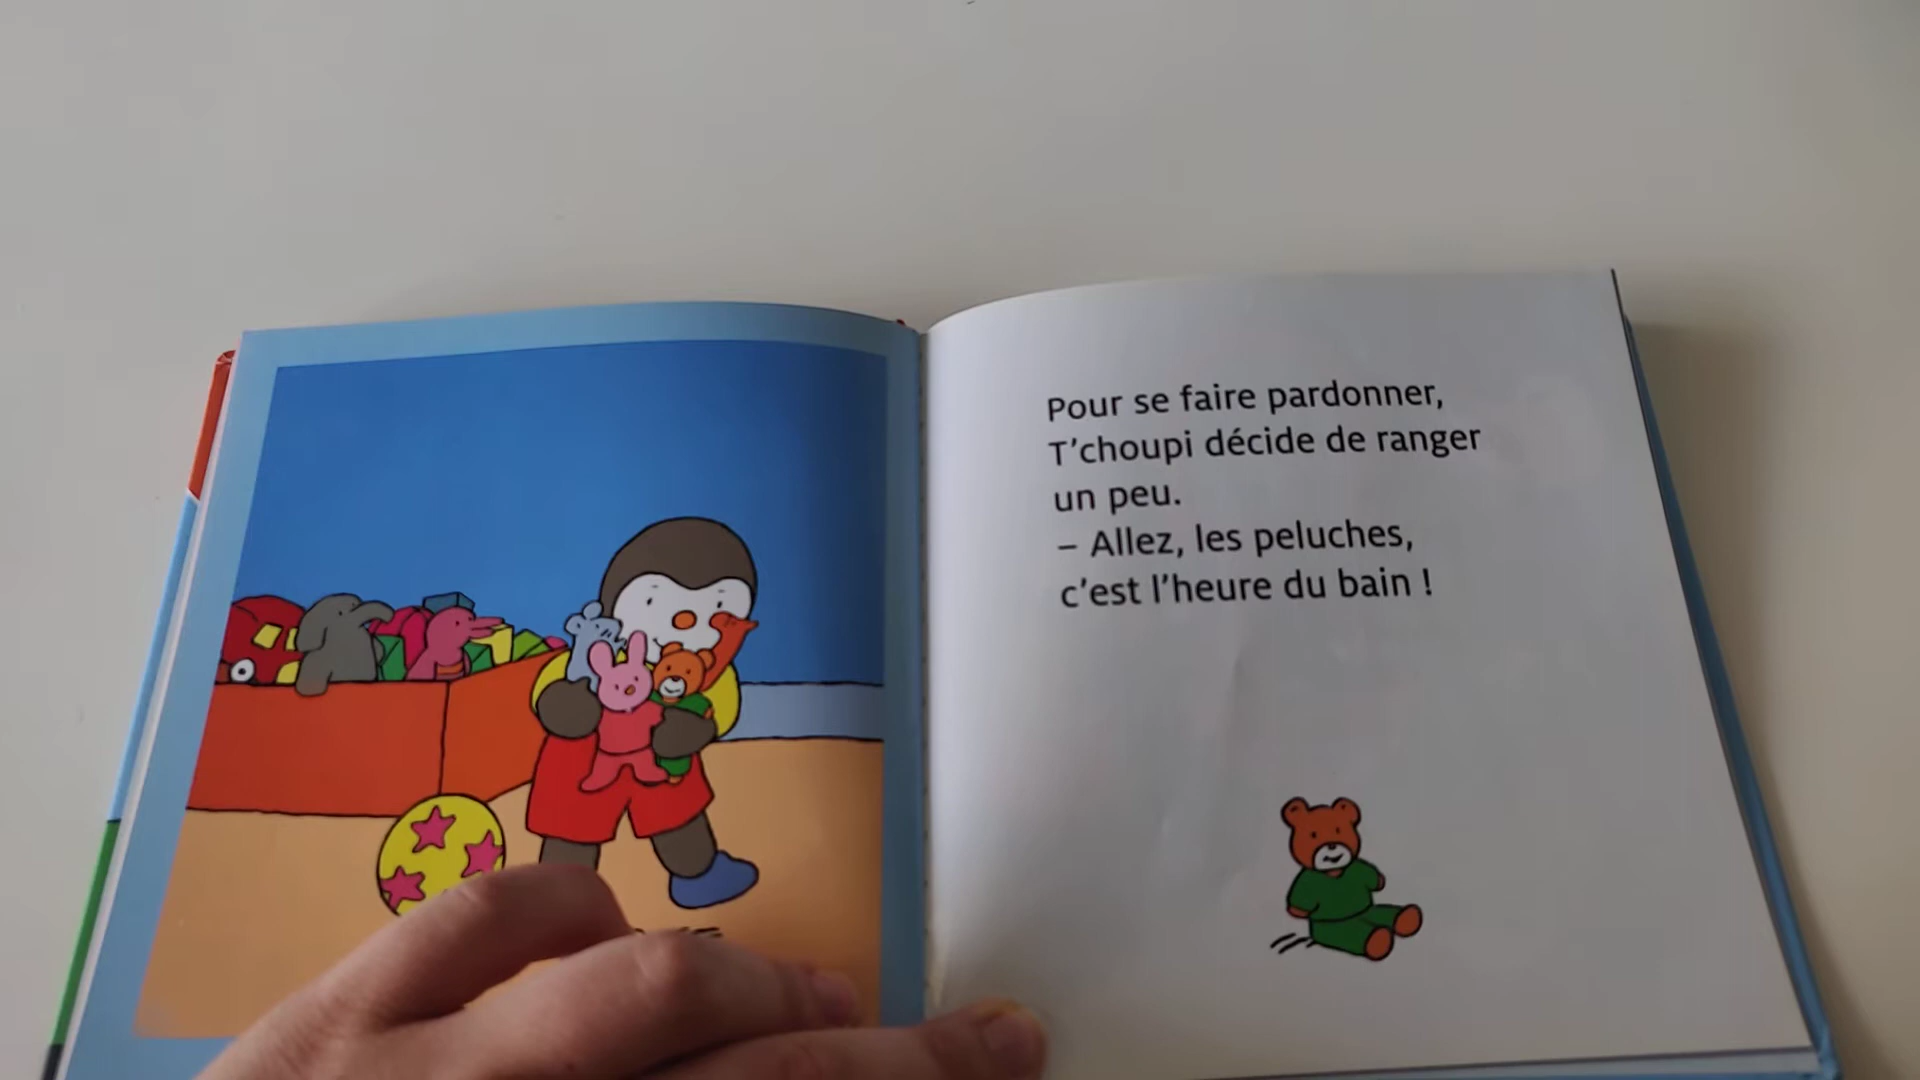 Pour se faire pardonner,
T'choupi décide de ranger
un peu.
– Allez, les peluches,
c'est l'heure du bain !